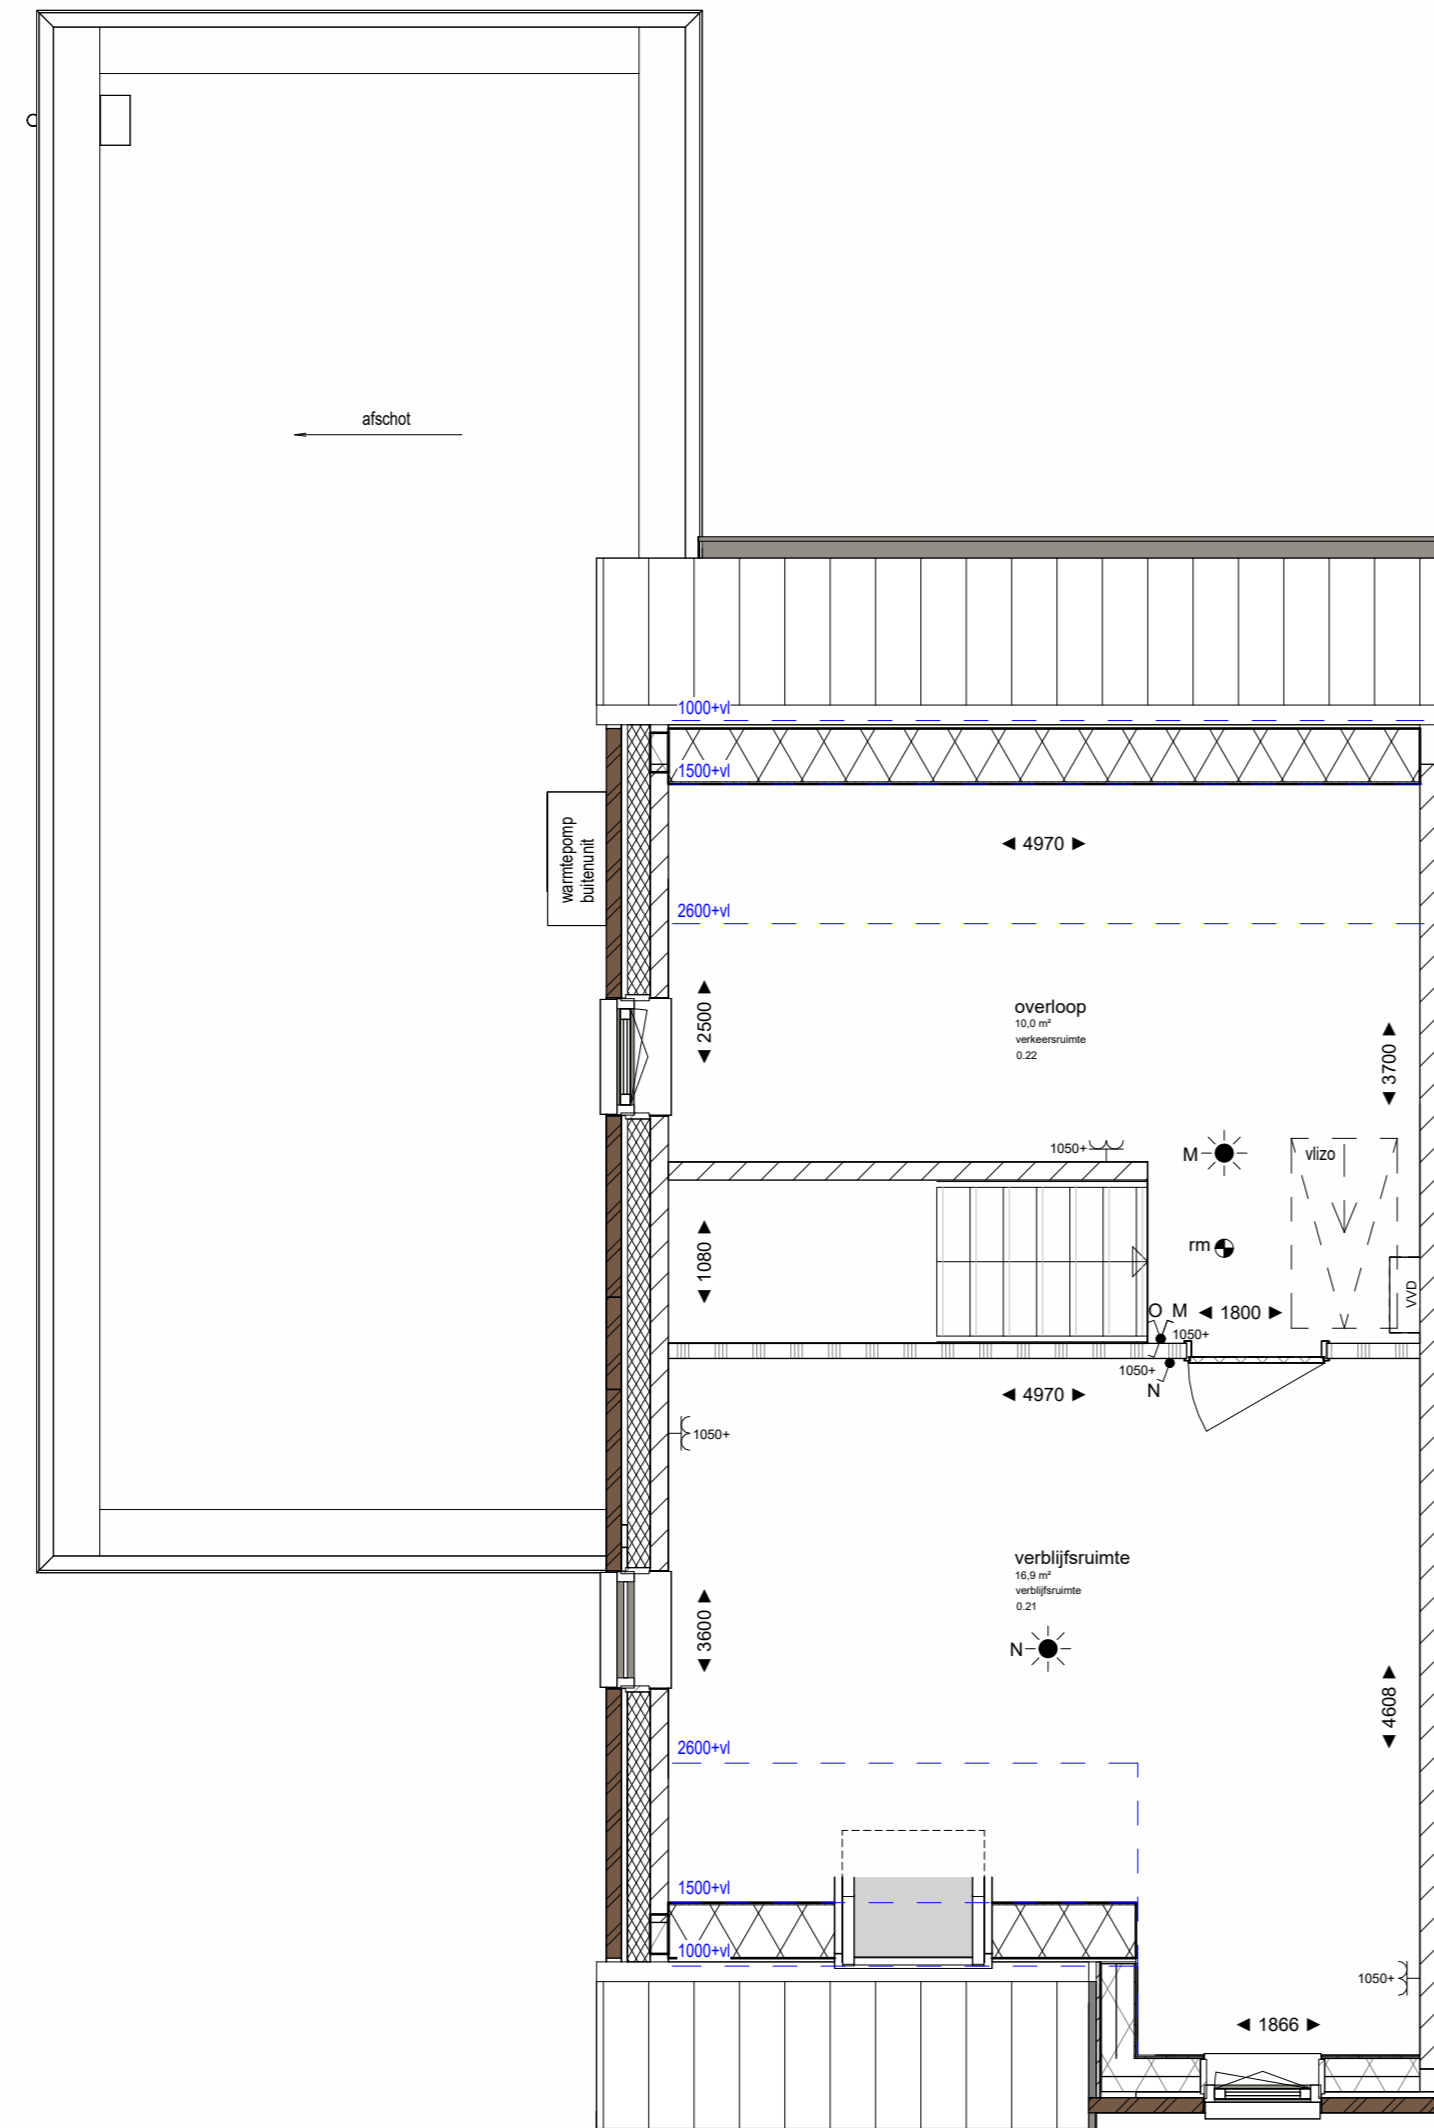 afschot
1000+vl
1500+vl
warmtepomp
buitenunit
4970
2600+vl
2500
overloop
10,0 m²
verkeersruimte
0.22
3700
1050+
M
vlizo
1080
rm
VVD
O M
1800
1050+
1050+
N
4970
1050+
verblijfsruimte
16,9 m²
verblijfsruimte
0.21
3600
N
4608
2600+vl
1500+vl
1000+vl
1050+
1866